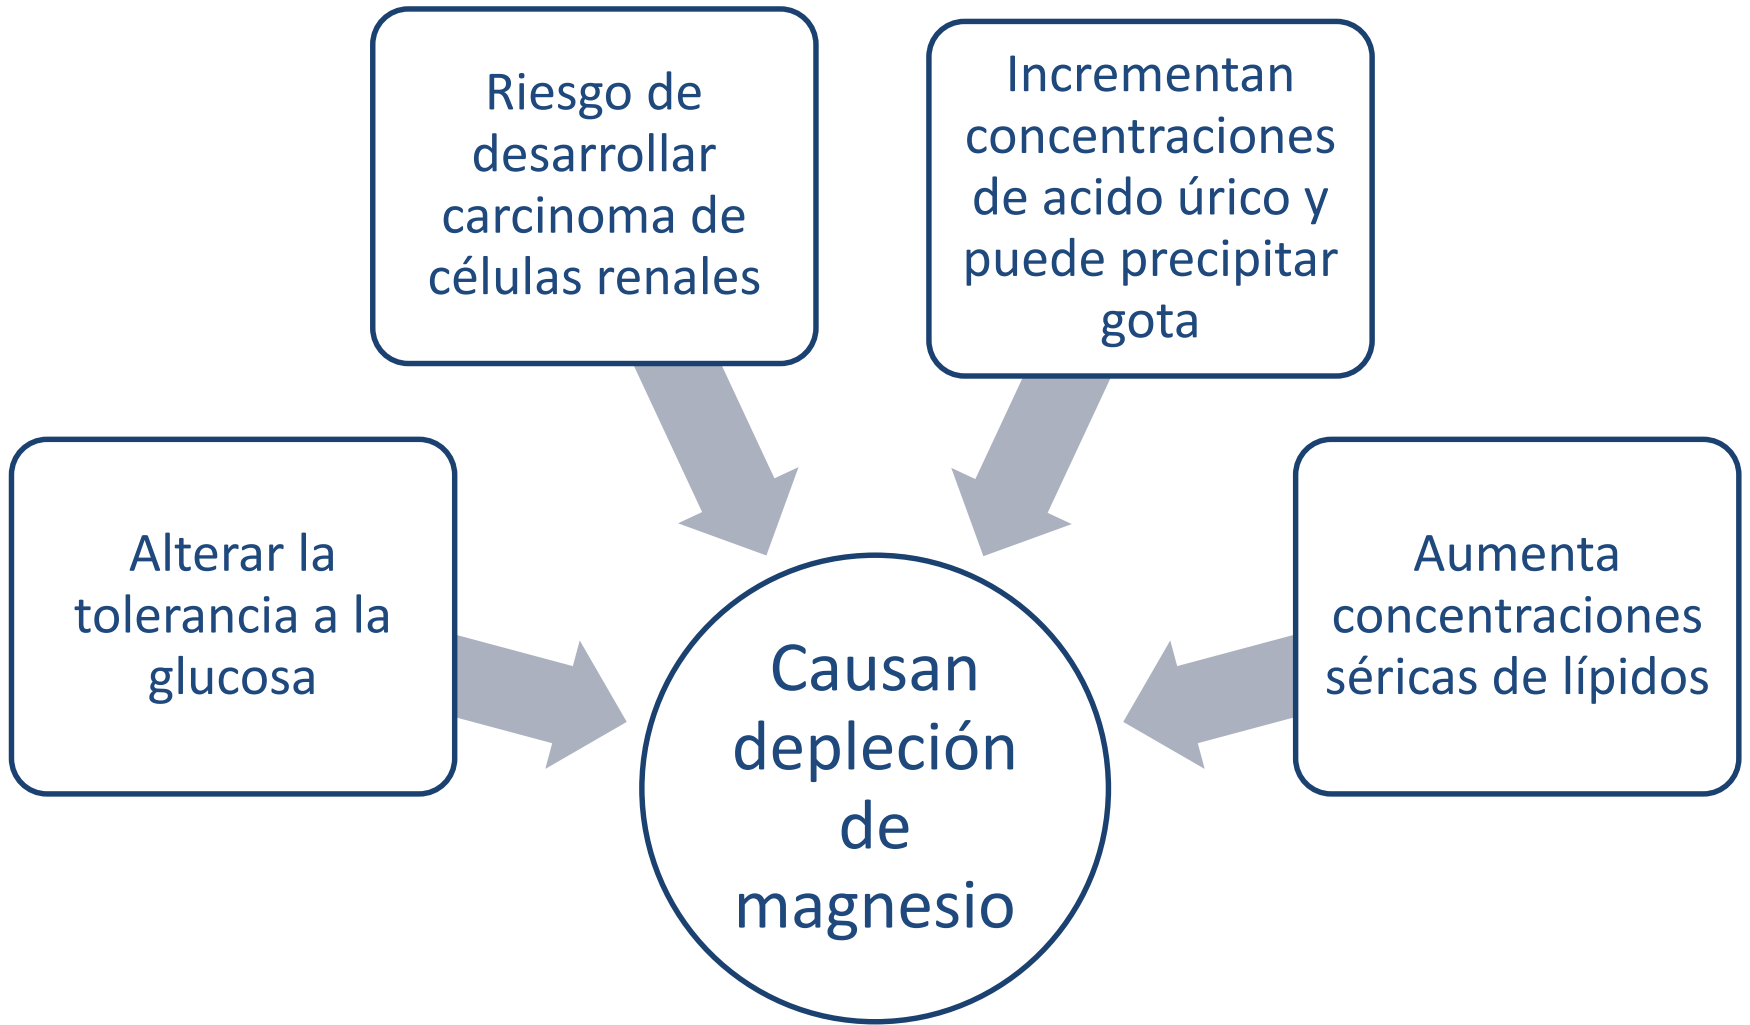 Riesgo de
desarrollar
carcinoma de
células renales
Incrementan
concentraciones
de acido úrico y
puede precipitar
gota
Alterar la
tolerancia a la
glucosa
Aumenta
concentraciones
séricas de lípidos
Causan
depleción
de
magnesio